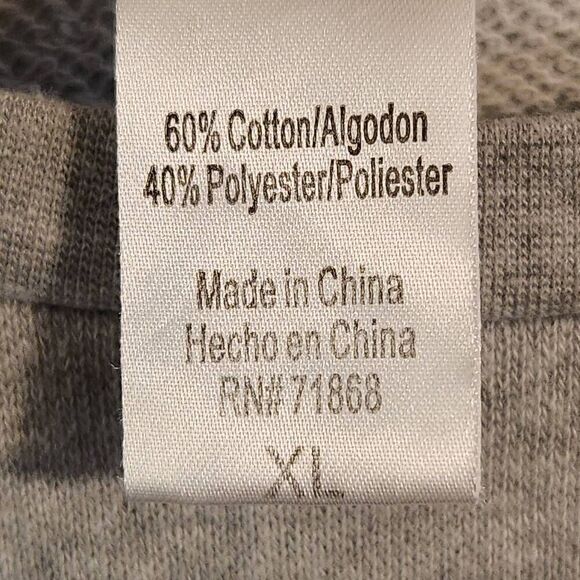 60% Cotton/Algodon
40% Polyester/Poliester
Made in China
Hecho en China
RN# 71868
XL